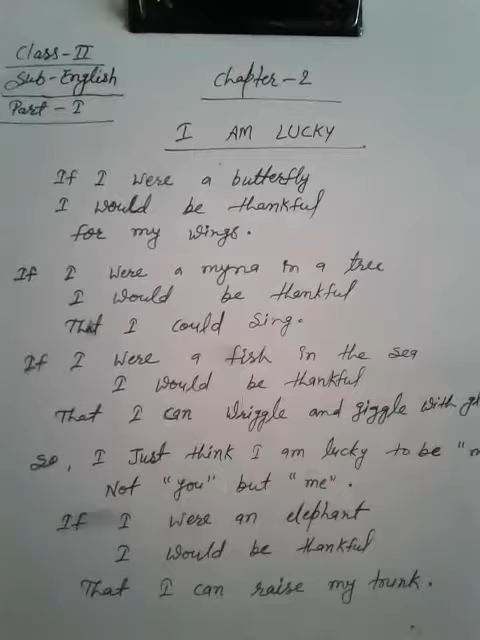 Class-II
Sub-English
Part-I
Chapter-2
I AM LUCKY
If I were a butterfly
I would be thankful
for my wings.
If I were a myna in a tree
I would be thankful
That I could sing.
If I were a fish in the sea
I would be thankful
That I can wriggle and giggle with
So, I Just think I am lucky to be
Not "you" but "me".
If I were an elephant
I would be thankful
That I can raise my trunk.